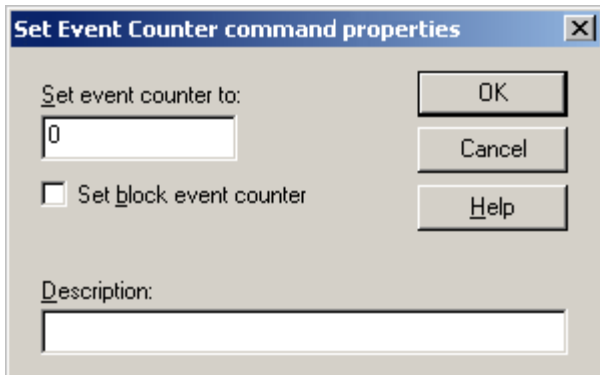 Set Event Counter command properties
Set event counter to:
0
Set block event counter
OK
Cancel
Help
Description: